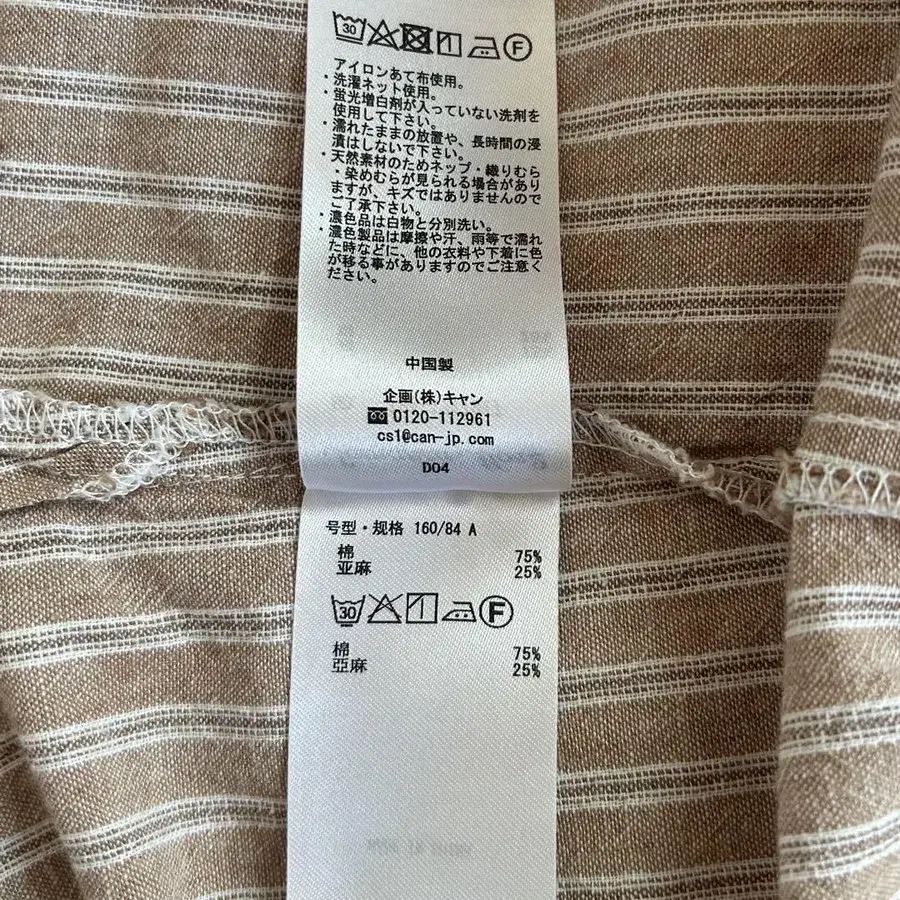 30 F
アイロンあて布使用。
・洗濯ネット使用。
・蛍光増白剤が入っていない洗剤を
使用して下さい。
・濡れたままの放置や、長時間の浸
漬はしないで下さい。
・天然素材のためネップ・織りむら
・染めむらが見られる場合があり
ますが、キズではありませんので
ご了承下さい。
・濃色品は白物と分別洗い。
・濃色製品は摩擦や汗、雨等で濡れ
た時などに、他の衣料や下着に色
が移る事がありますのでご注意く
ださい。
中国製
企画(株)キャン
0120-112961
cs1@can-jp.com
D04
号型・规格 160/84 A
棉 75%
亚麻 25%
30 F
棉 75%
亞麻 25%